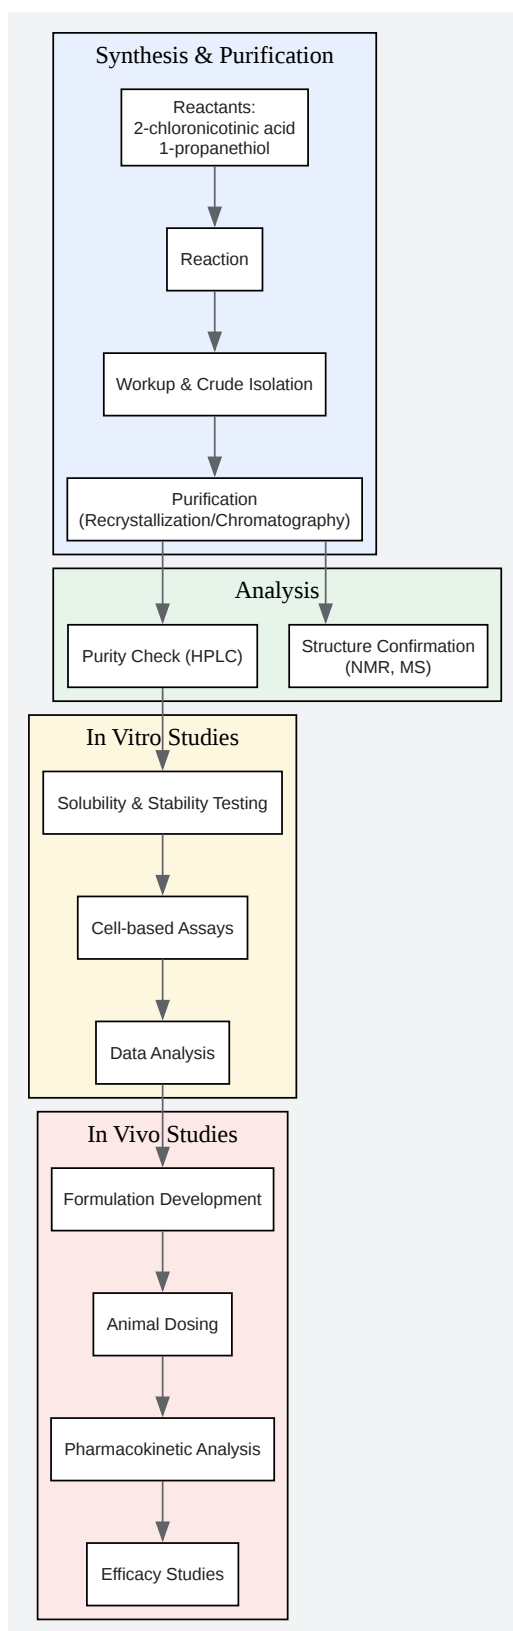 Synthesis & Purification
Reactants:
2-chloronicotinic acid
1-propanethiol
Reaction
Workup & Crude Isolation
Purification
(Recrystallization/Chromatography)
Analysis
Purity Check (HPLC)
Structure Confirmation
(NMR, MS)
In Vitro Studies
Solubility & Stability Testing
Cell-based Assays
Data Analysis
In Vivo Studies
Formulation Development
Animal Dosing
Pharmacokinetic Analysis
Efficacy Studies